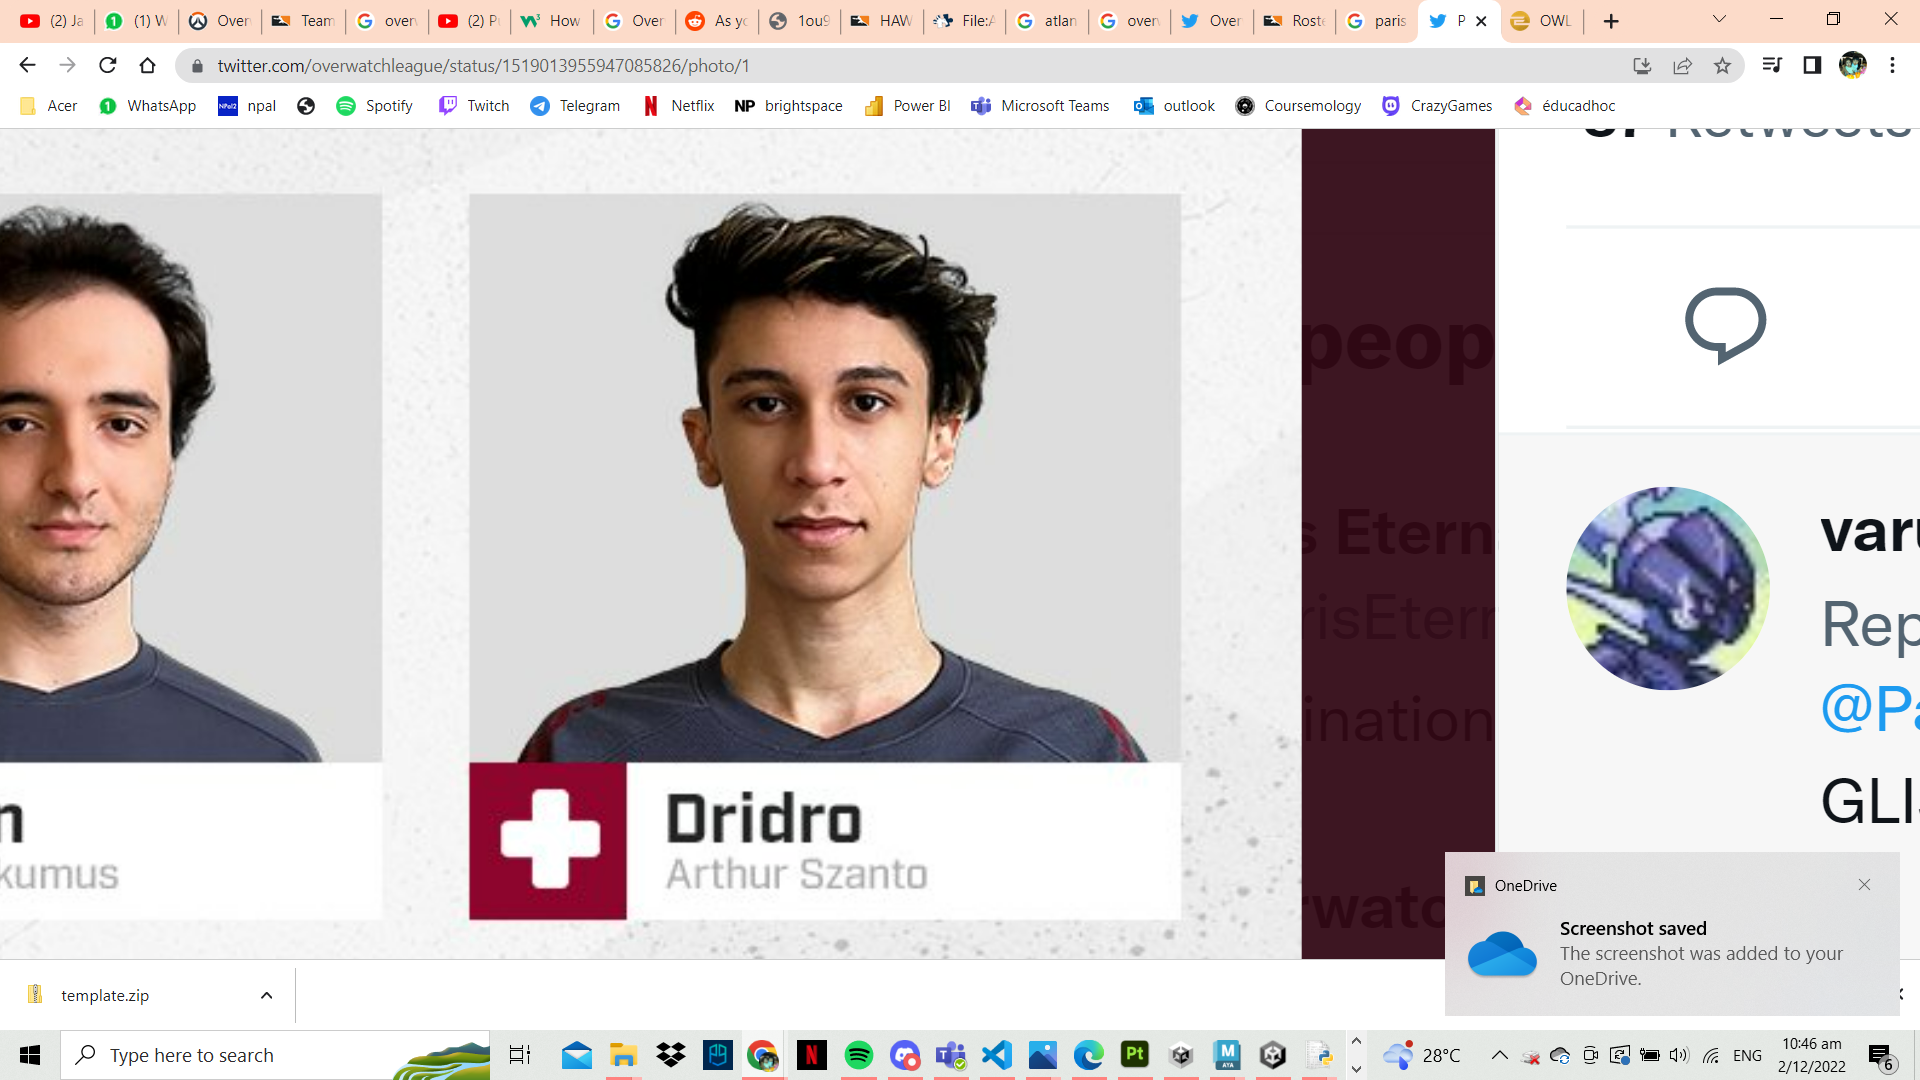 (2) Ja
(1) W
Over
Team
over
(2) P
How
Over
As yo
1ou9
HAW
File:A
atlan
over
Over
Roste
paris
P
OWL
twitter.com/overwatchleague/status/1519013955947085826/photo/1
Acer
WhatsApp
npal
Spotify
Twitch
Telegram
Netflix
NP brightspace
Power BI
Microsoft Teams
outlook
Coursemology
CrazyGames
éducadhoc
Retweets
peop
s Etern
risEtern
ination
rwatc
varu
Rep
@Pa
GLI
n
kumus
Dridro
Arthur Szanto
OneDrive
Screenshot saved
The screenshot was added to your
OneDrive.
template.zip
Type here to search
28°C
ENG
10:46 am
2/12/2022
6